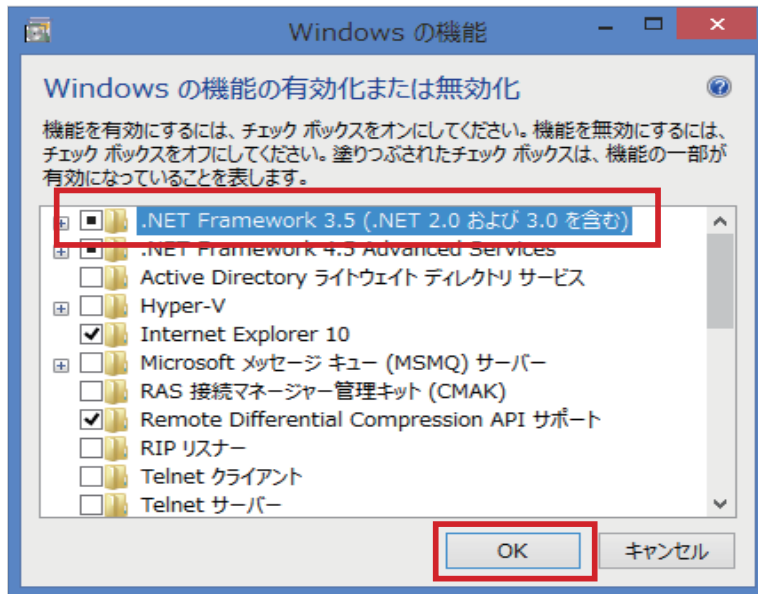 Windows の機能
Windows の機能の有効化または無効化
機能を有効にするには、チェック ボックスをオンにしてください。機能を無効にするには、
チェック ボックスをオフにしてください。塗りつぶされたチェック ボックスは、機能の一部が
有効になっていることを表します。
.NET Framework 3.5 (.NET 2.0 および 3.0 を含む)
.NET Framework 4.5 Advanced Services
Active Directory ライトウェイト ディレクトリ サービス
Hyper-V
Internet Explorer 10
Microsoft メッセージ キュー (MSMQ) サーバー
RAS 接続マネージャー管理キット (CMAK)
Remote Differential Compression API サポート
RIP リスナー
Telnet クライアント
Telnet サーバー
OK
キャンセル